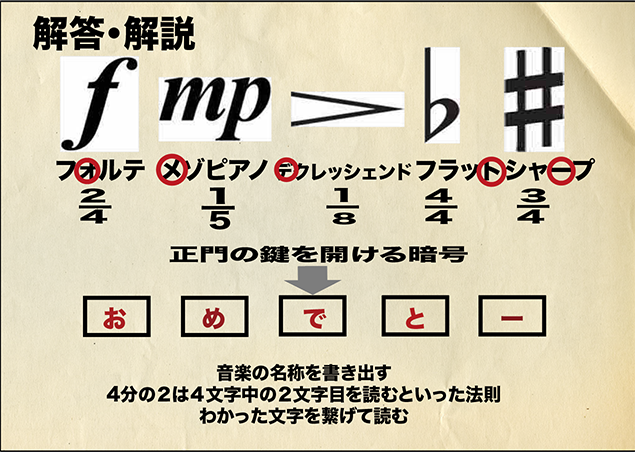 解答・解説
f mp > ♭ ♯
フォルテ メゾピアノ デクレッシェンド フラット シャープ
2/4 1/5 1/8 4/4 3/4
正門の鍵を開ける暗号
お め で と ー
音楽の名称を書き出す
4分の2は4文字中の2文字目を読むといった法則
わかった文字を繋げて読む